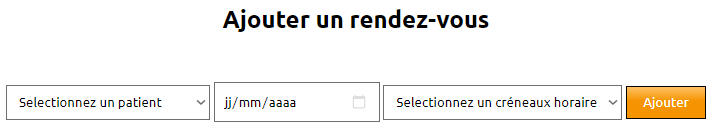 Ajouter un rendez-vous
Selectionnez un patient jj/mm/aaaa Selectionnez un créneaux horaire Ajouter